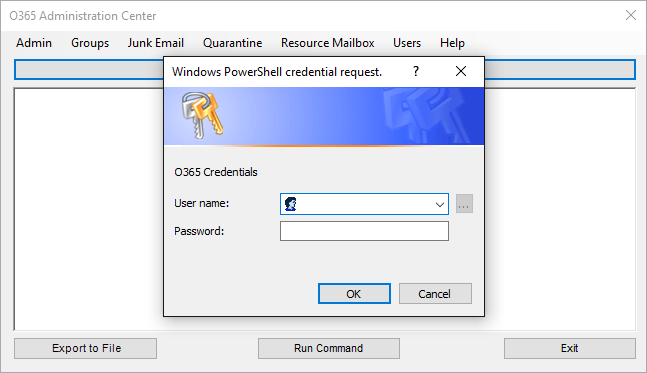 O365 Administration Center
Admin Groups Junk Email Quarantine Resource Mailbox Users Help
Windows PowerShell credential request. ?
O365 Credentials
User name:
...
Password:
OK Cancel
Export to File Run Command Exit